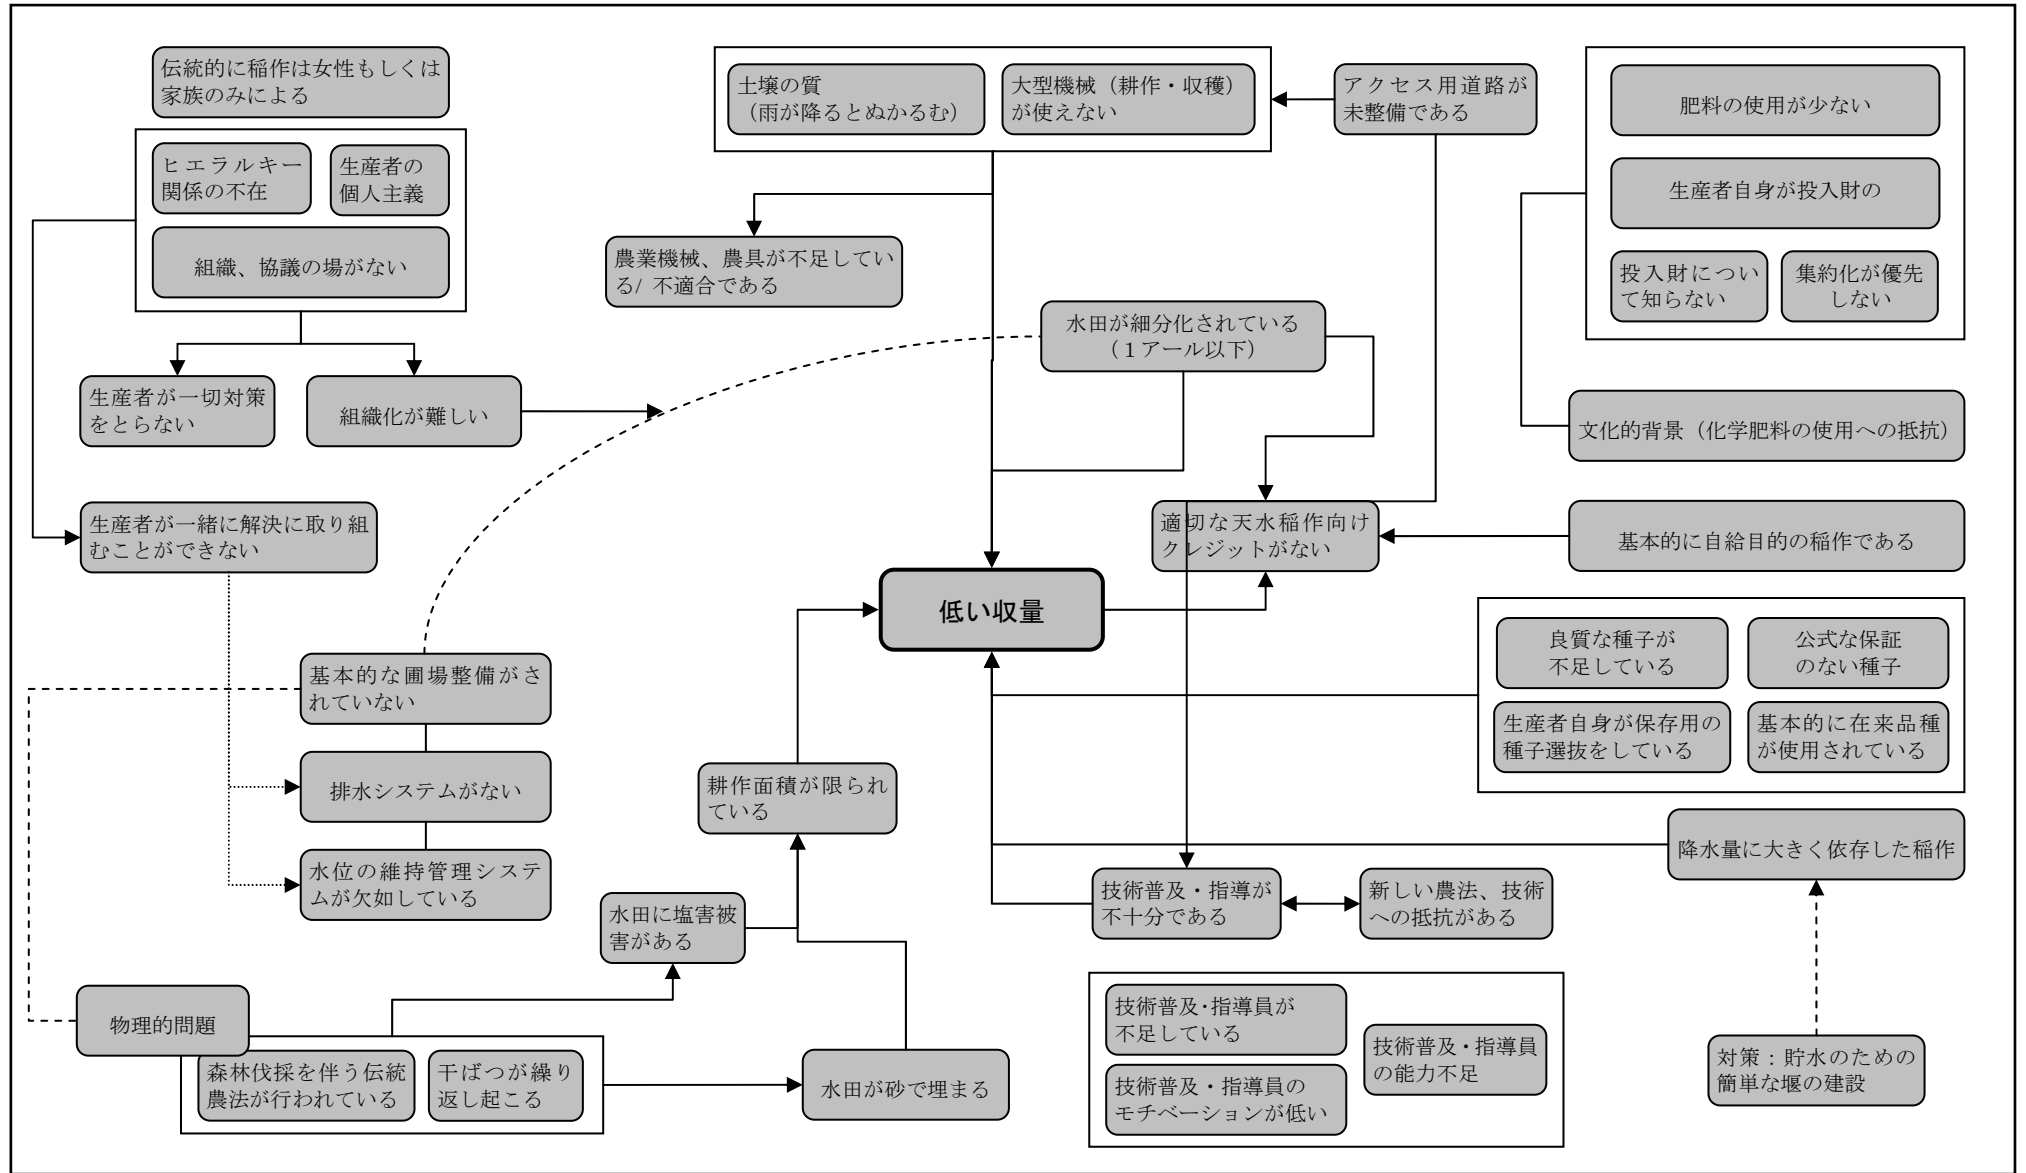 伝統的に稲作は女性もしくは
家族のみによる
ヒエラルキー
関係の不在
生産者の
個人主義
組織、協議の場がない
生産者が一切対策
をとらない
組織化が難しい
生産者が一緒に解決に取り組
むことができない
土壌の質
（雨が降るとぬかるむ）
大型機械（耕作・収穫）
が使えない
アクセス用道路が
未整備である
農業機械、農具が不足してい
る/ 不適合である
水田が細分化されている
（１アール以下）
肥料の使用が少ない
生産者自身が投入財の
投入財につい
て知らない
集約化が優先
しない
文化的背景（化学肥料の使用への抵抗）
適切な天水稲作向け
クレジットがない
基本的に自給目的の稲作である
低い収量
良質な種子が
不足している
公式な保証
のない種子
生産者自身が保存用の
種子選抜をしている
基本的に在来品種
が使用されている
基本的な圃場整備がさ
れていない
排水システムがない
水位の維持管理システ
ムが欠如している
耕作面積が限られ
ている
降水量に大きく依存した稲作
水田に塩害被
害がある
技術普及・指導が
不十分である
新しい農法、技術
への抵抗がある
物理的問題
森林伐採を伴う伝統
農法が行われている
干ばつが繰り
返し起こる
水田が砂で埋まる
技術普及・指導員が
不足している
技術普及・指導員の
モチベーションが低い
技術普及・指導員
の能力不足
対策：貯水のための
簡単な堰の建設